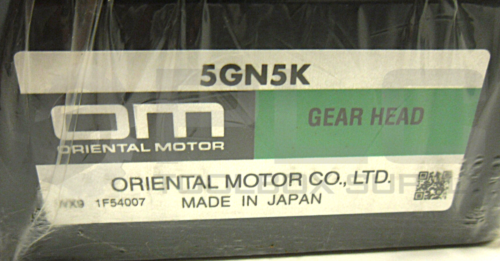 5GN5K
om
ORIENTAL MOTOR
GEAR HEAD
ORIENTAL MOTOR CO., LTD.
1F54007 MADE IN JAPAN